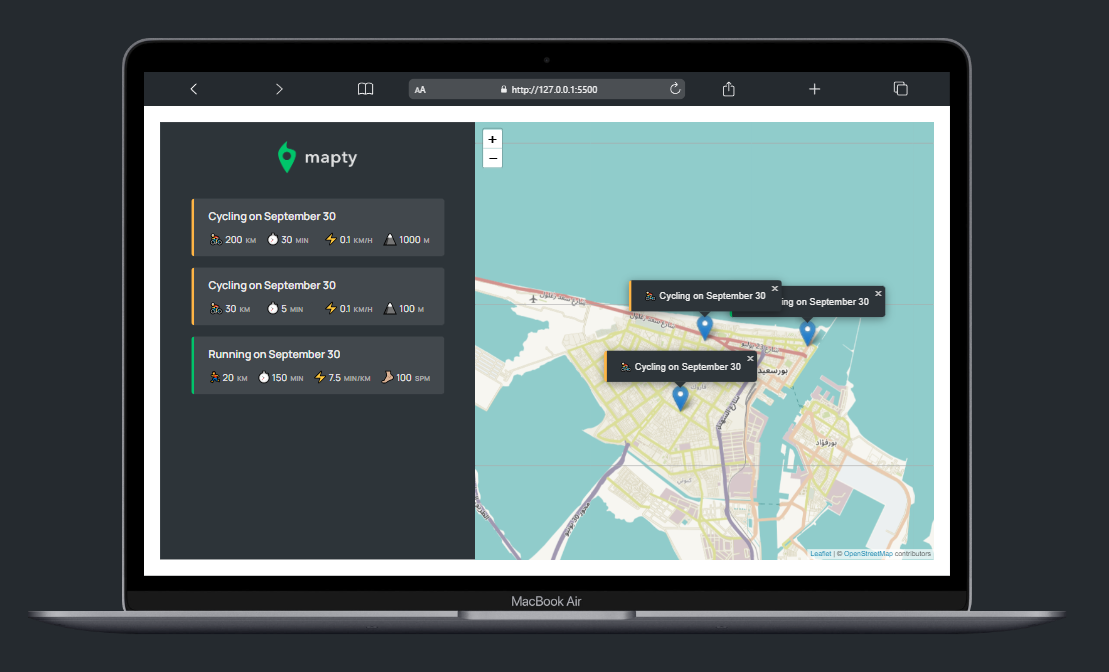 AA http://127.0.0.1:5500
mapty
Cycling on September 30
200 KM 30 MIN 0.1 KM/H 1000 M
Cycling on September 30
30 KM 5 MIN 0.1 KM/H 100 M
Running on September 30
20 KM 150 MIN 7.5 MIN/KM 100 SPM
+
−
Cycling on September 30 ×
ing on September 30 ×
Cycling on September 30 ×
بورسعيد
بورفؤاد
Leaflet | © OpenStreetMap contributors
MacBook Air